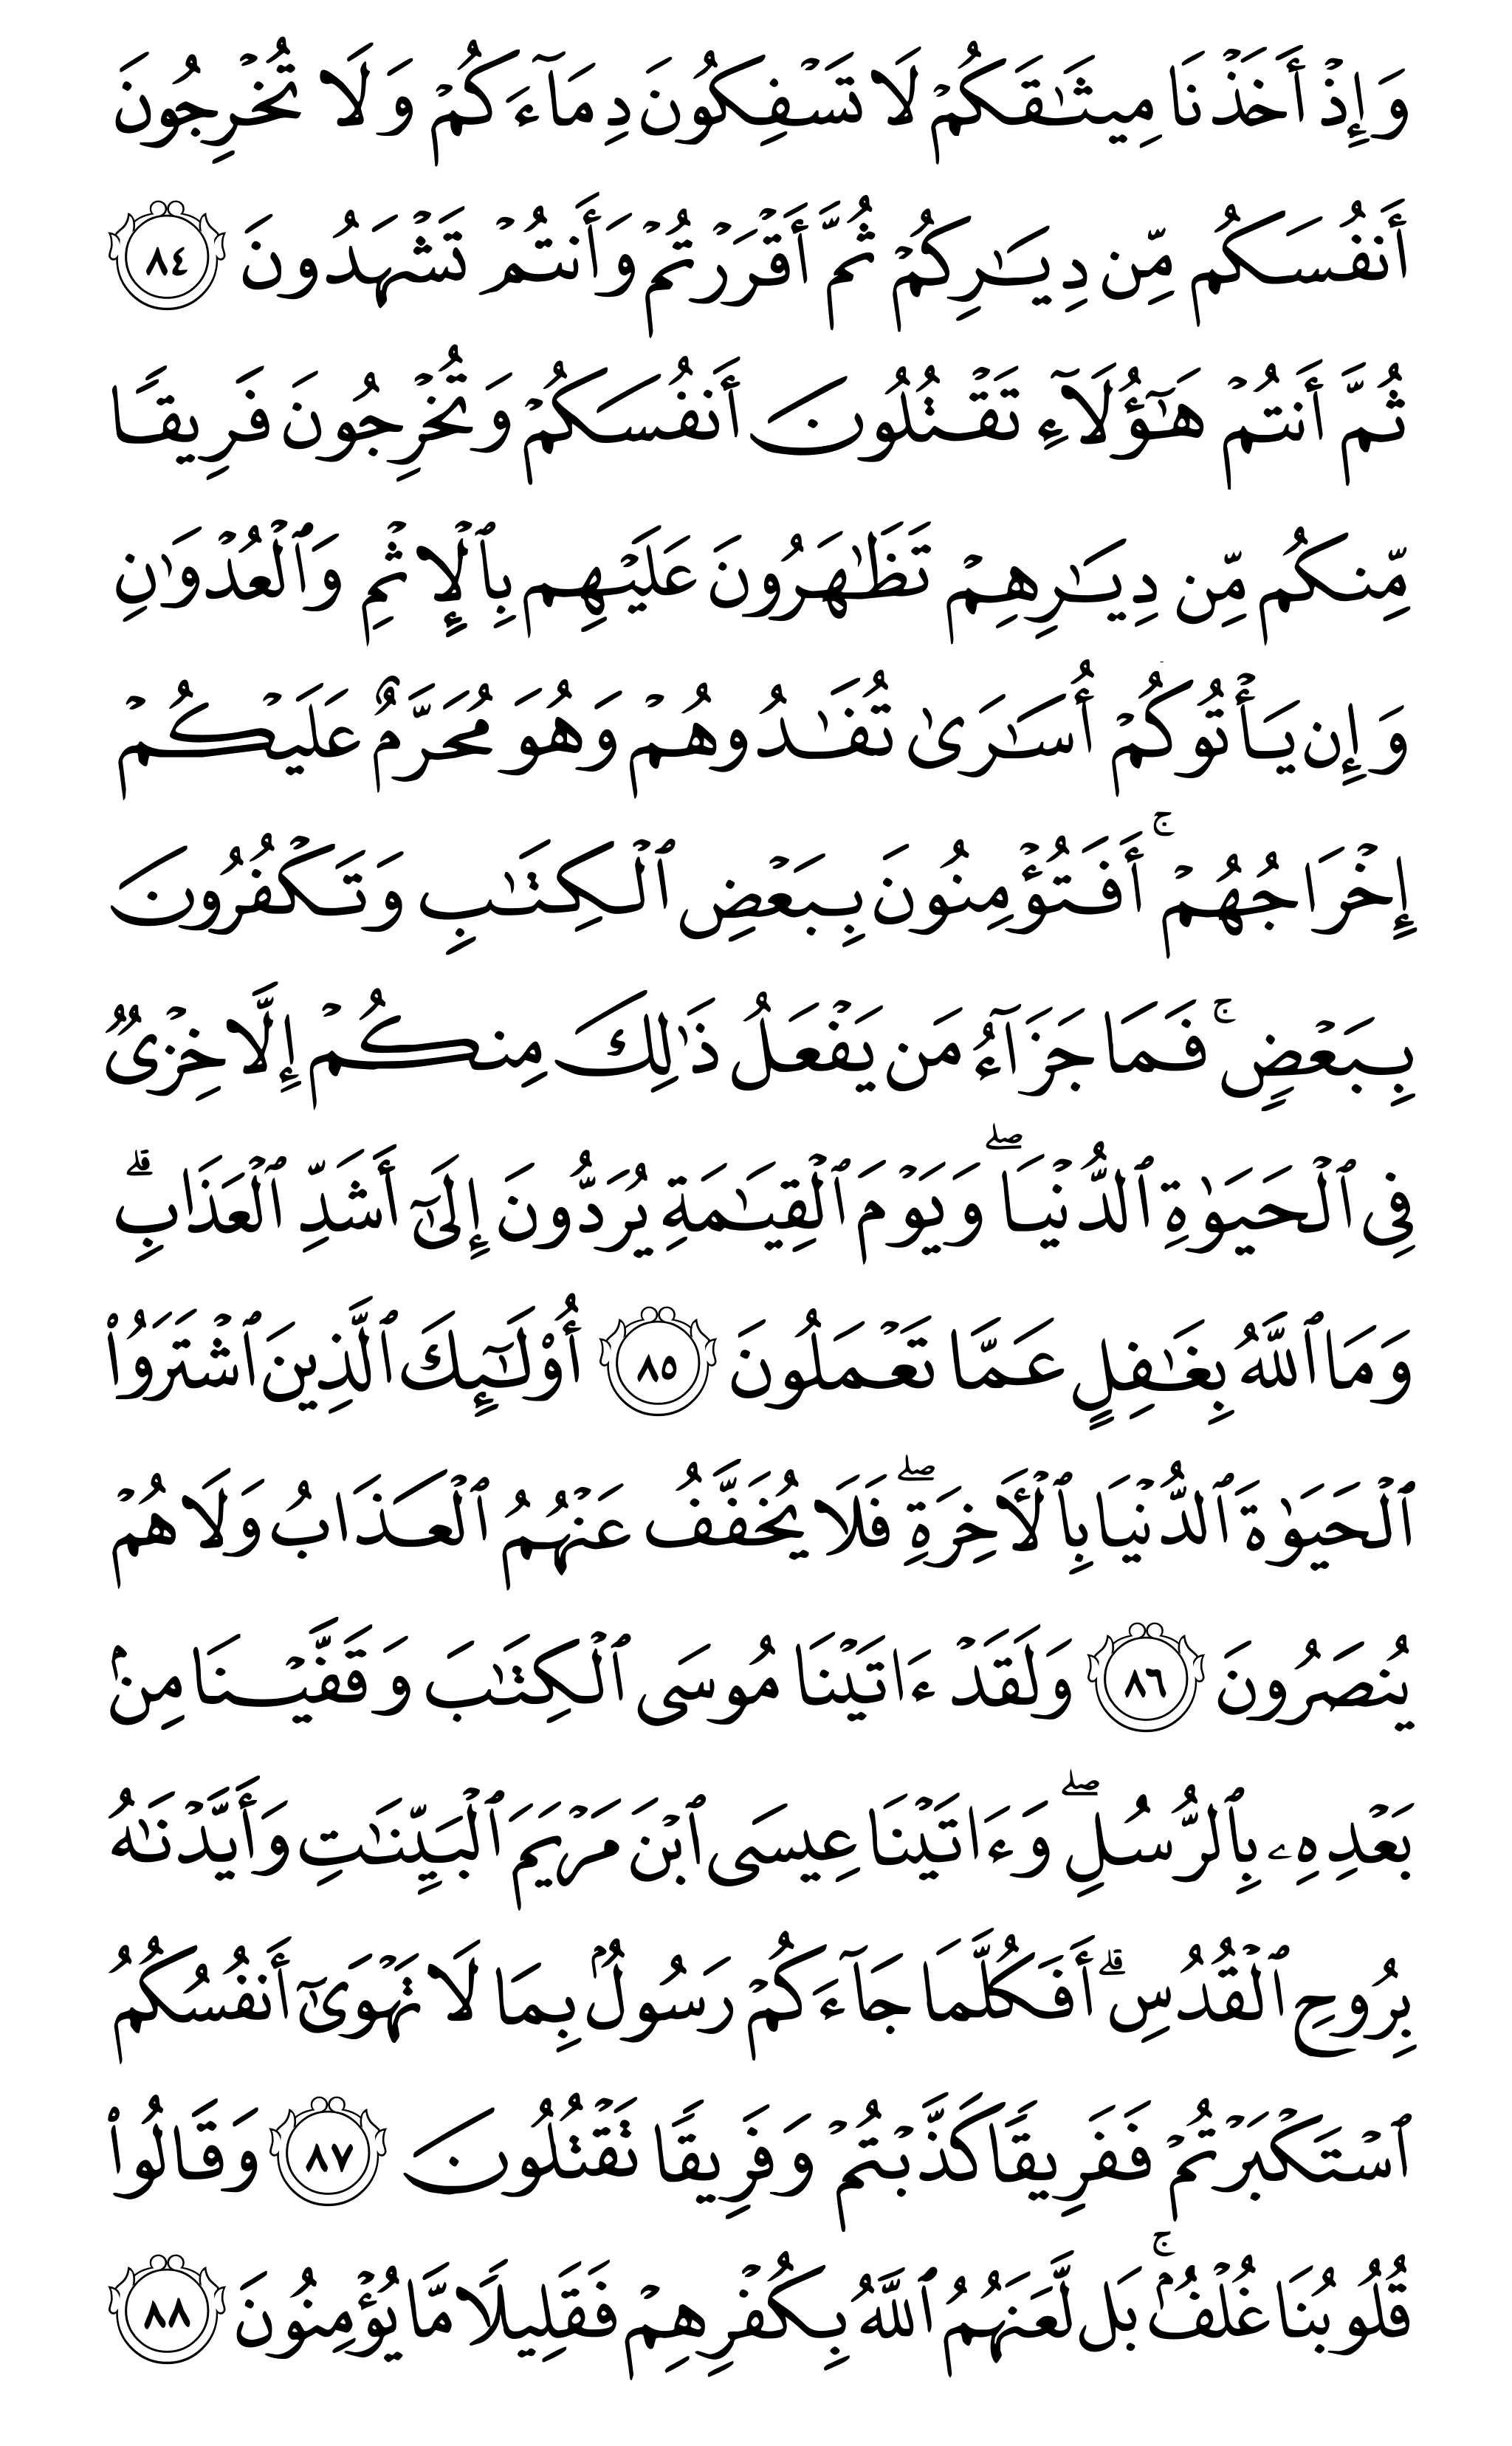 وَإِذۡ أَخَذۡنَا مِيثَٰقَكُمۡ لَا تَسۡفِكُونَ دِمَآءَكُمۡ وَلَا تُخۡرِجُونَ
أَنفُسَكُم مِّن دِيَٰرِكُمۡ ثُمَّ أَقۡرَرۡتُمۡ وَأَنتُمۡ تَشۡهَدُونَ ٨٤
ثُمَّ أَنتُمۡ هَٰٓؤُلَآءِ تَقۡتُلُونَ أَنفُسَكُمۡ وَتُخۡرِجُونَ فَرِيقٗا
مِّنكُم مِّن دِيَٰرِهِمۡ تَظَٰهَرُونَ عَلَيۡهِم بِٱلۡإِثۡمِ وَٱلۡعُدۡوَٰنِ
وَإِن يَأۡتُوكُمۡ أُسَٰرَىٰ تُفَٰدُوهُمۡ وَهُوَ مُحَرَّمٌ عَلَيۡكُمۡ
إِخۡرَاجُهُمۡۚ أَفَتُؤۡمِنُونَ بِبَعۡضِ ٱلۡكِتَٰبِ وَتَكۡفُرُونَ
بِبَعۡضٖۚ فَمَا جَزَآءُ مَن يَفۡعَلُ ذَٰلِكَ مِنكُمۡ إِلَّا خِزۡيٞ
فِي ٱلۡحَيَوٰةِ ٱلدُّنۡيَاۖ وَيَوۡمَ ٱلۡقِيَٰمَةِ يُرَدُّونَ إِلَىٰٓ أَشَدِّ ٱلۡعَذَابِۗ
وَمَا ٱللَّهُ بِغَٰفِلٍ عَمَّا تَعۡمَلُونَ ٨٥ أُوْلَٰٓئِكَ ٱلَّذِينَ ٱشۡتَرَوُاْ
ٱلۡحَيَوٰةَ ٱلدُّنۡيَا بِٱلۡأٓخِرَةِۖ فَلَا يُخَفَّفُ عَنۡهُمُ ٱلۡعَذَابُ وَلَا هُمۡ
يُنصَرُونَ ٨٦ وَلَقَدۡ ءَاتَيۡنَا مُوسَى ٱلۡكِتَٰبَ وَقَفَّيۡنَا مِنۢ
بَعۡدِهِۦ بِٱلرُّسُلِۖ وَءَاتَيۡنَا عِيسَى ٱبۡنَ مَرۡيَمَ ٱلۡبَيِّنَٰتِ وَأَيَّدۡنَٰهُ
بِرُوحِ ٱلۡقُدُسِۗ أَفَكُلَّمَا جَآءَكُمۡ رَسُولُۢ بِمَا لَا تَهۡوَىٰٓ أَنفُسُكُمُ
ٱسۡتَكۡبَرۡتُمۡ فَفَرِيقٗا كَذَّبۡتُمۡ وَفَرِيقٗا تَقۡتُلُونَ ٨٧ وَقَالُواْ
قُلُوبُنَا غُلۡفُۢۚ بَل لَّعَنَهُمُ ٱللَّهُ بِكُفۡرِهِمۡ فَقَلِيلٗا مَّا يُؤۡمِنُونَ ٨٨